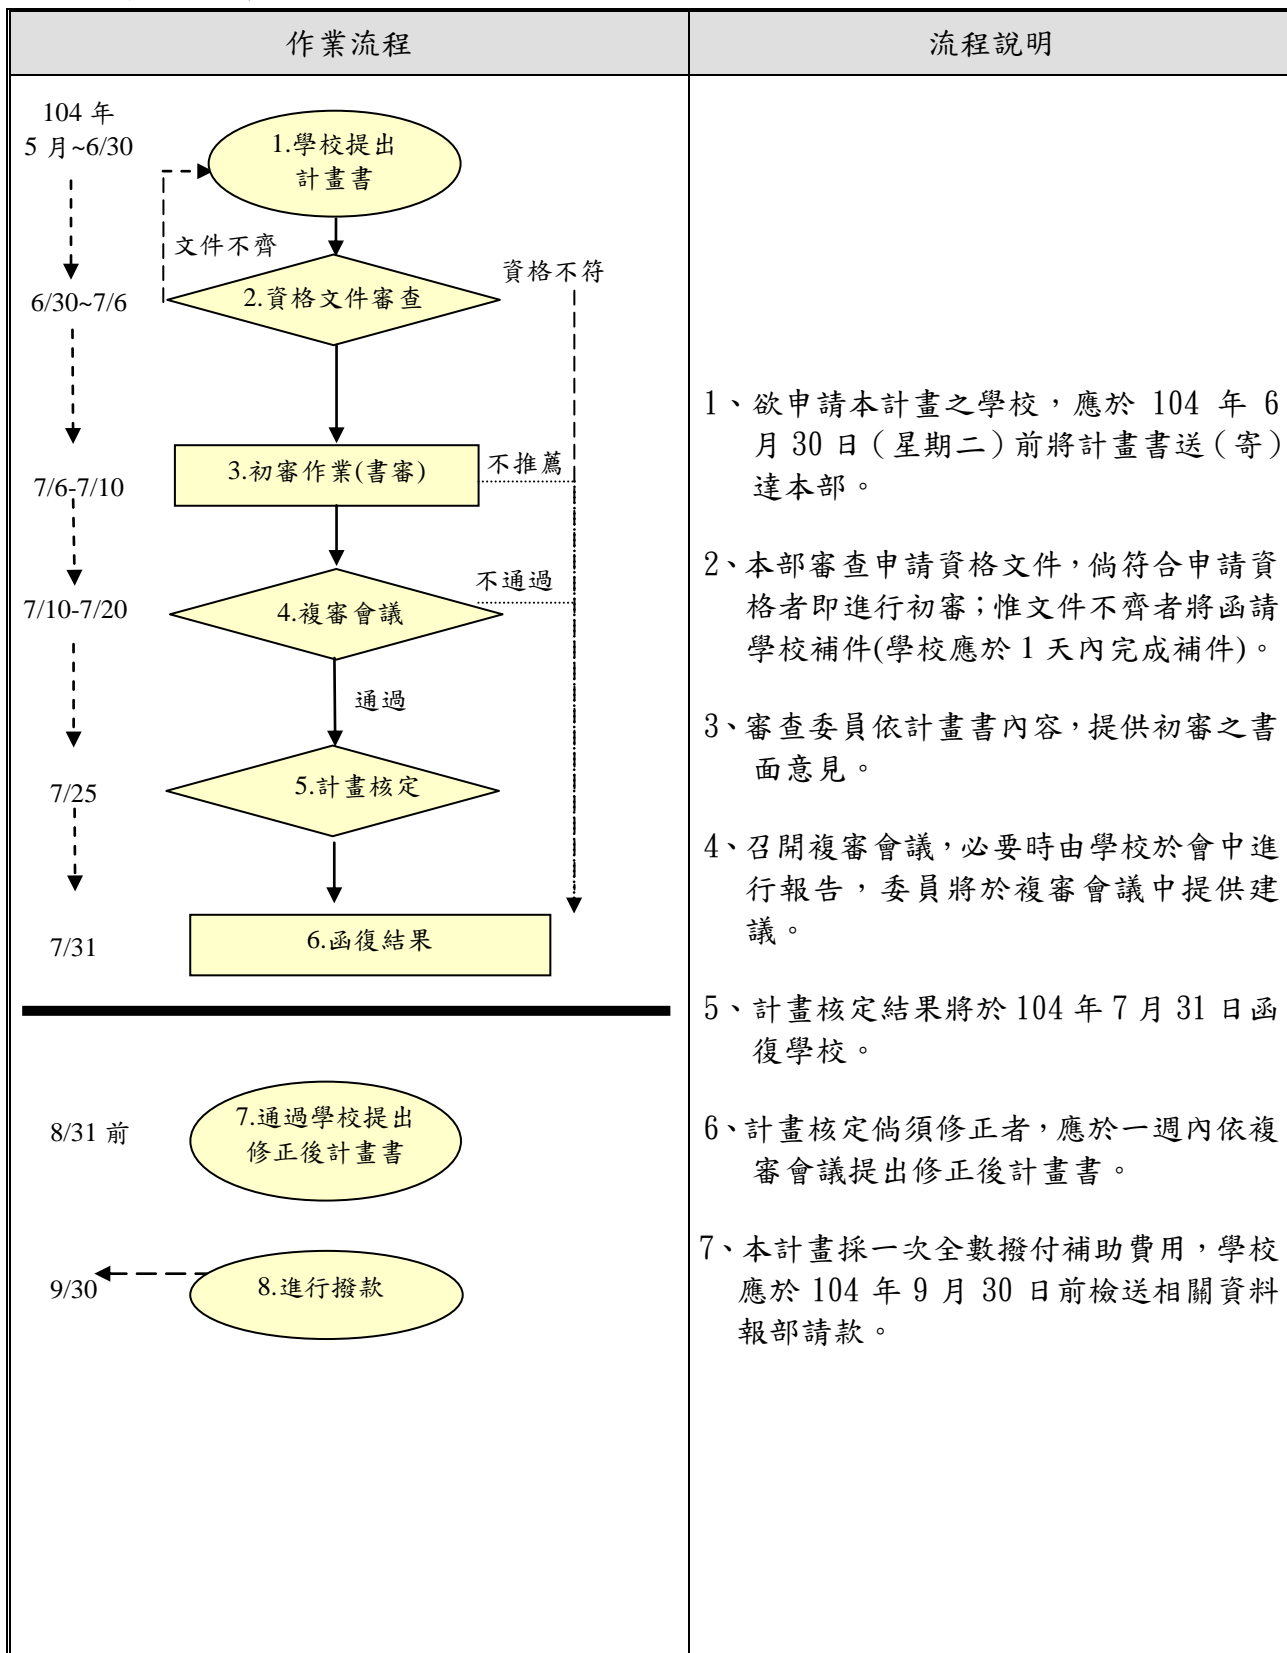 作業流程
流程說明
104 年
5 月~6/30
1.學校提出
計畫書
文件不齊
資格不符
6/30~7/6
2.資格文件審查
7/6-7/10
3.初審作業(書審)
不推薦
7/10-7/20
4.複審會議
不通過
通過
7/25
5.計畫核定
7/31
6.函復結果
8/31 前
7.通過學校提出
修正後計畫書
9/30
8.進行撥款
1、欲申請本計畫之學校，應於 104 年 6
月 30 日（星期二）前將計畫書送（寄）
達本部。
2、本部審查申請資格文件，倘符合申請資
格者即進行初審；惟文件不齊者將函請
學校補件(學校應於 1 天內完成補件)。
3、審查委員依計畫書內容，提供初審之書
面意見。
4、召開複審會議，必要時由學校於會中進
行報告，委員將於複審會議中提供建
議。
5、計畫核定結果將於 104 年 7 月 31 日函
復學校。
6、計畫核定倘須修正者，應於一週內依複
審會議提出修正後計畫書。
7、本計畫採一次全數撥付補助費用，學校
應於 104 年 9 月 30 日前檢送相關資料
報部請款。